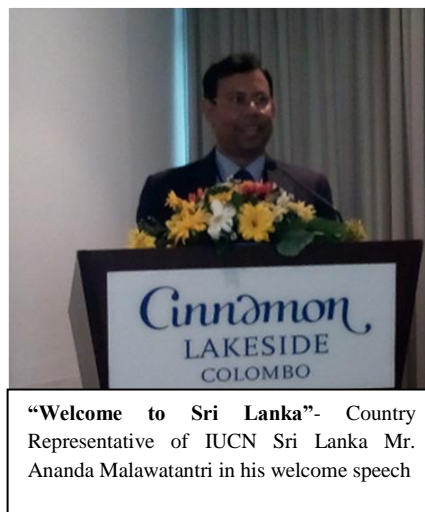 Cinnamon
LAKESIDE
COLOMBO
“Welcome to Sri Lanka”- Country
Representative of IUCN Sri Lanka Mr.
Ananda Malawatantri in his welcome speech